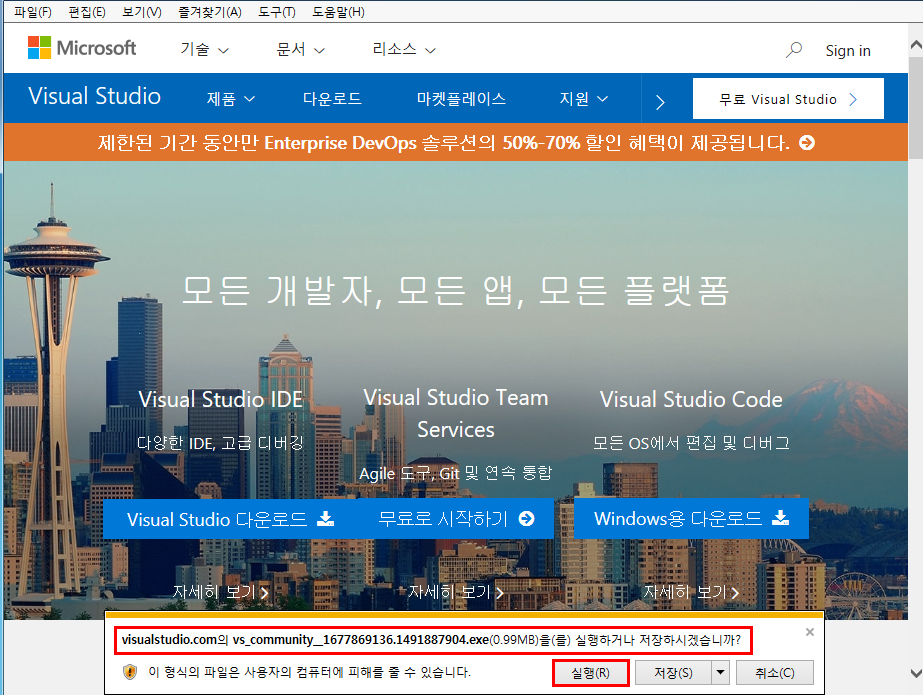 파일(F) 편집(E) 보기(V) 즐겨찾기(A) 도구(T) 도움말(H)
Microsoft 기술 문서 리소스 Sign in
Visual Studio 제품 다운로드 마켓플레이스 지원 무료 Visual Studio
제한된 기간 동안만 Enterprise DevOps 솔루션의 50%-70% 할인 혜택이 제공됩니다.
모든 개발자, 모든 앱, 모든 플랫폼
Visual Studio IDE
다양한 IDE, 고급 디버깅
Visual Studio 다운로드
자세히 보기
Visual Studio Team
Services
Agile 도구, Git 및 연속 통합
무료로 시작하기
자세히 보기
Visual Studio Code
모든 OS에서 편집 및 디버그
Windows용 다운로드
자세히 보기
visualstudio.com의 vs_community__1677869136.1491887904.exe(0.99MB)을(를) 실행하거나 저장하시겠습니까?
이 형식의 파일은 사용자의 컴퓨터에 피해를 줄 수 있습니다.
실행(R) 저장(S) 취소(C)